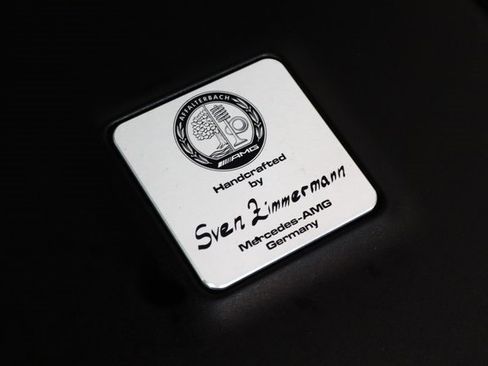 AFFALTERBACH
AMG
Handcrafted
by
Sven Zimmermann
Mercedes-AMG
Germany